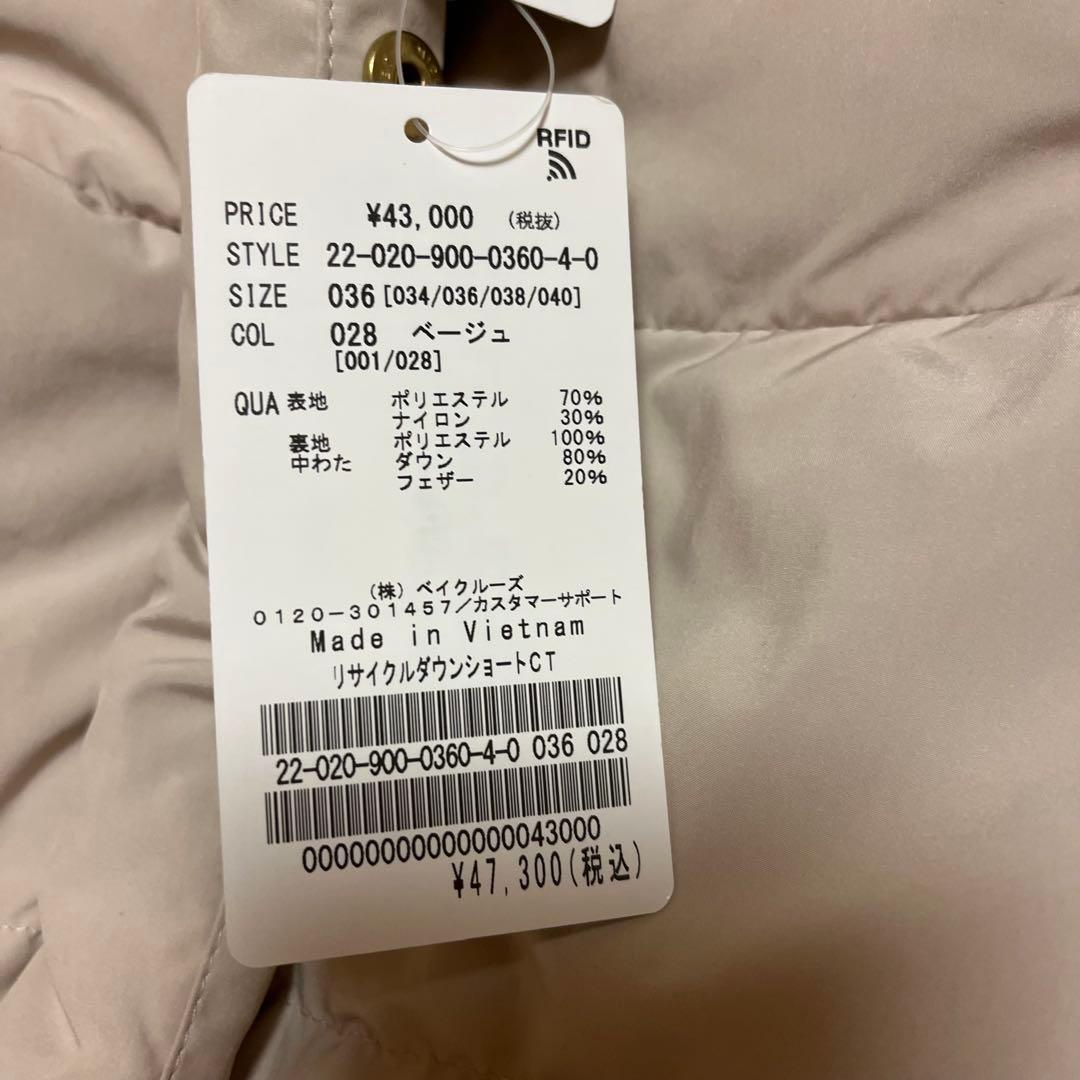 RFID
PRICE ¥43,000 (税抜)
STYLE 22-020-900-0360-4-0
SIZE 036 [034/036/038/040]
COL 028 ベージュ
[001/028]
QUA 表地 ポリエステル 70%
ナイロン 30%
裏地 ポリエステル 100%
中わた ダウン 80%
フェザー 20%
(株) ベイクルーズ
0120-301457/カスタマーサポート
Made in Vietnam
リサイクルダウンショートCT
22-020-900-0360-4-0 036 028
00000000000000043000
¥47,300(税込)